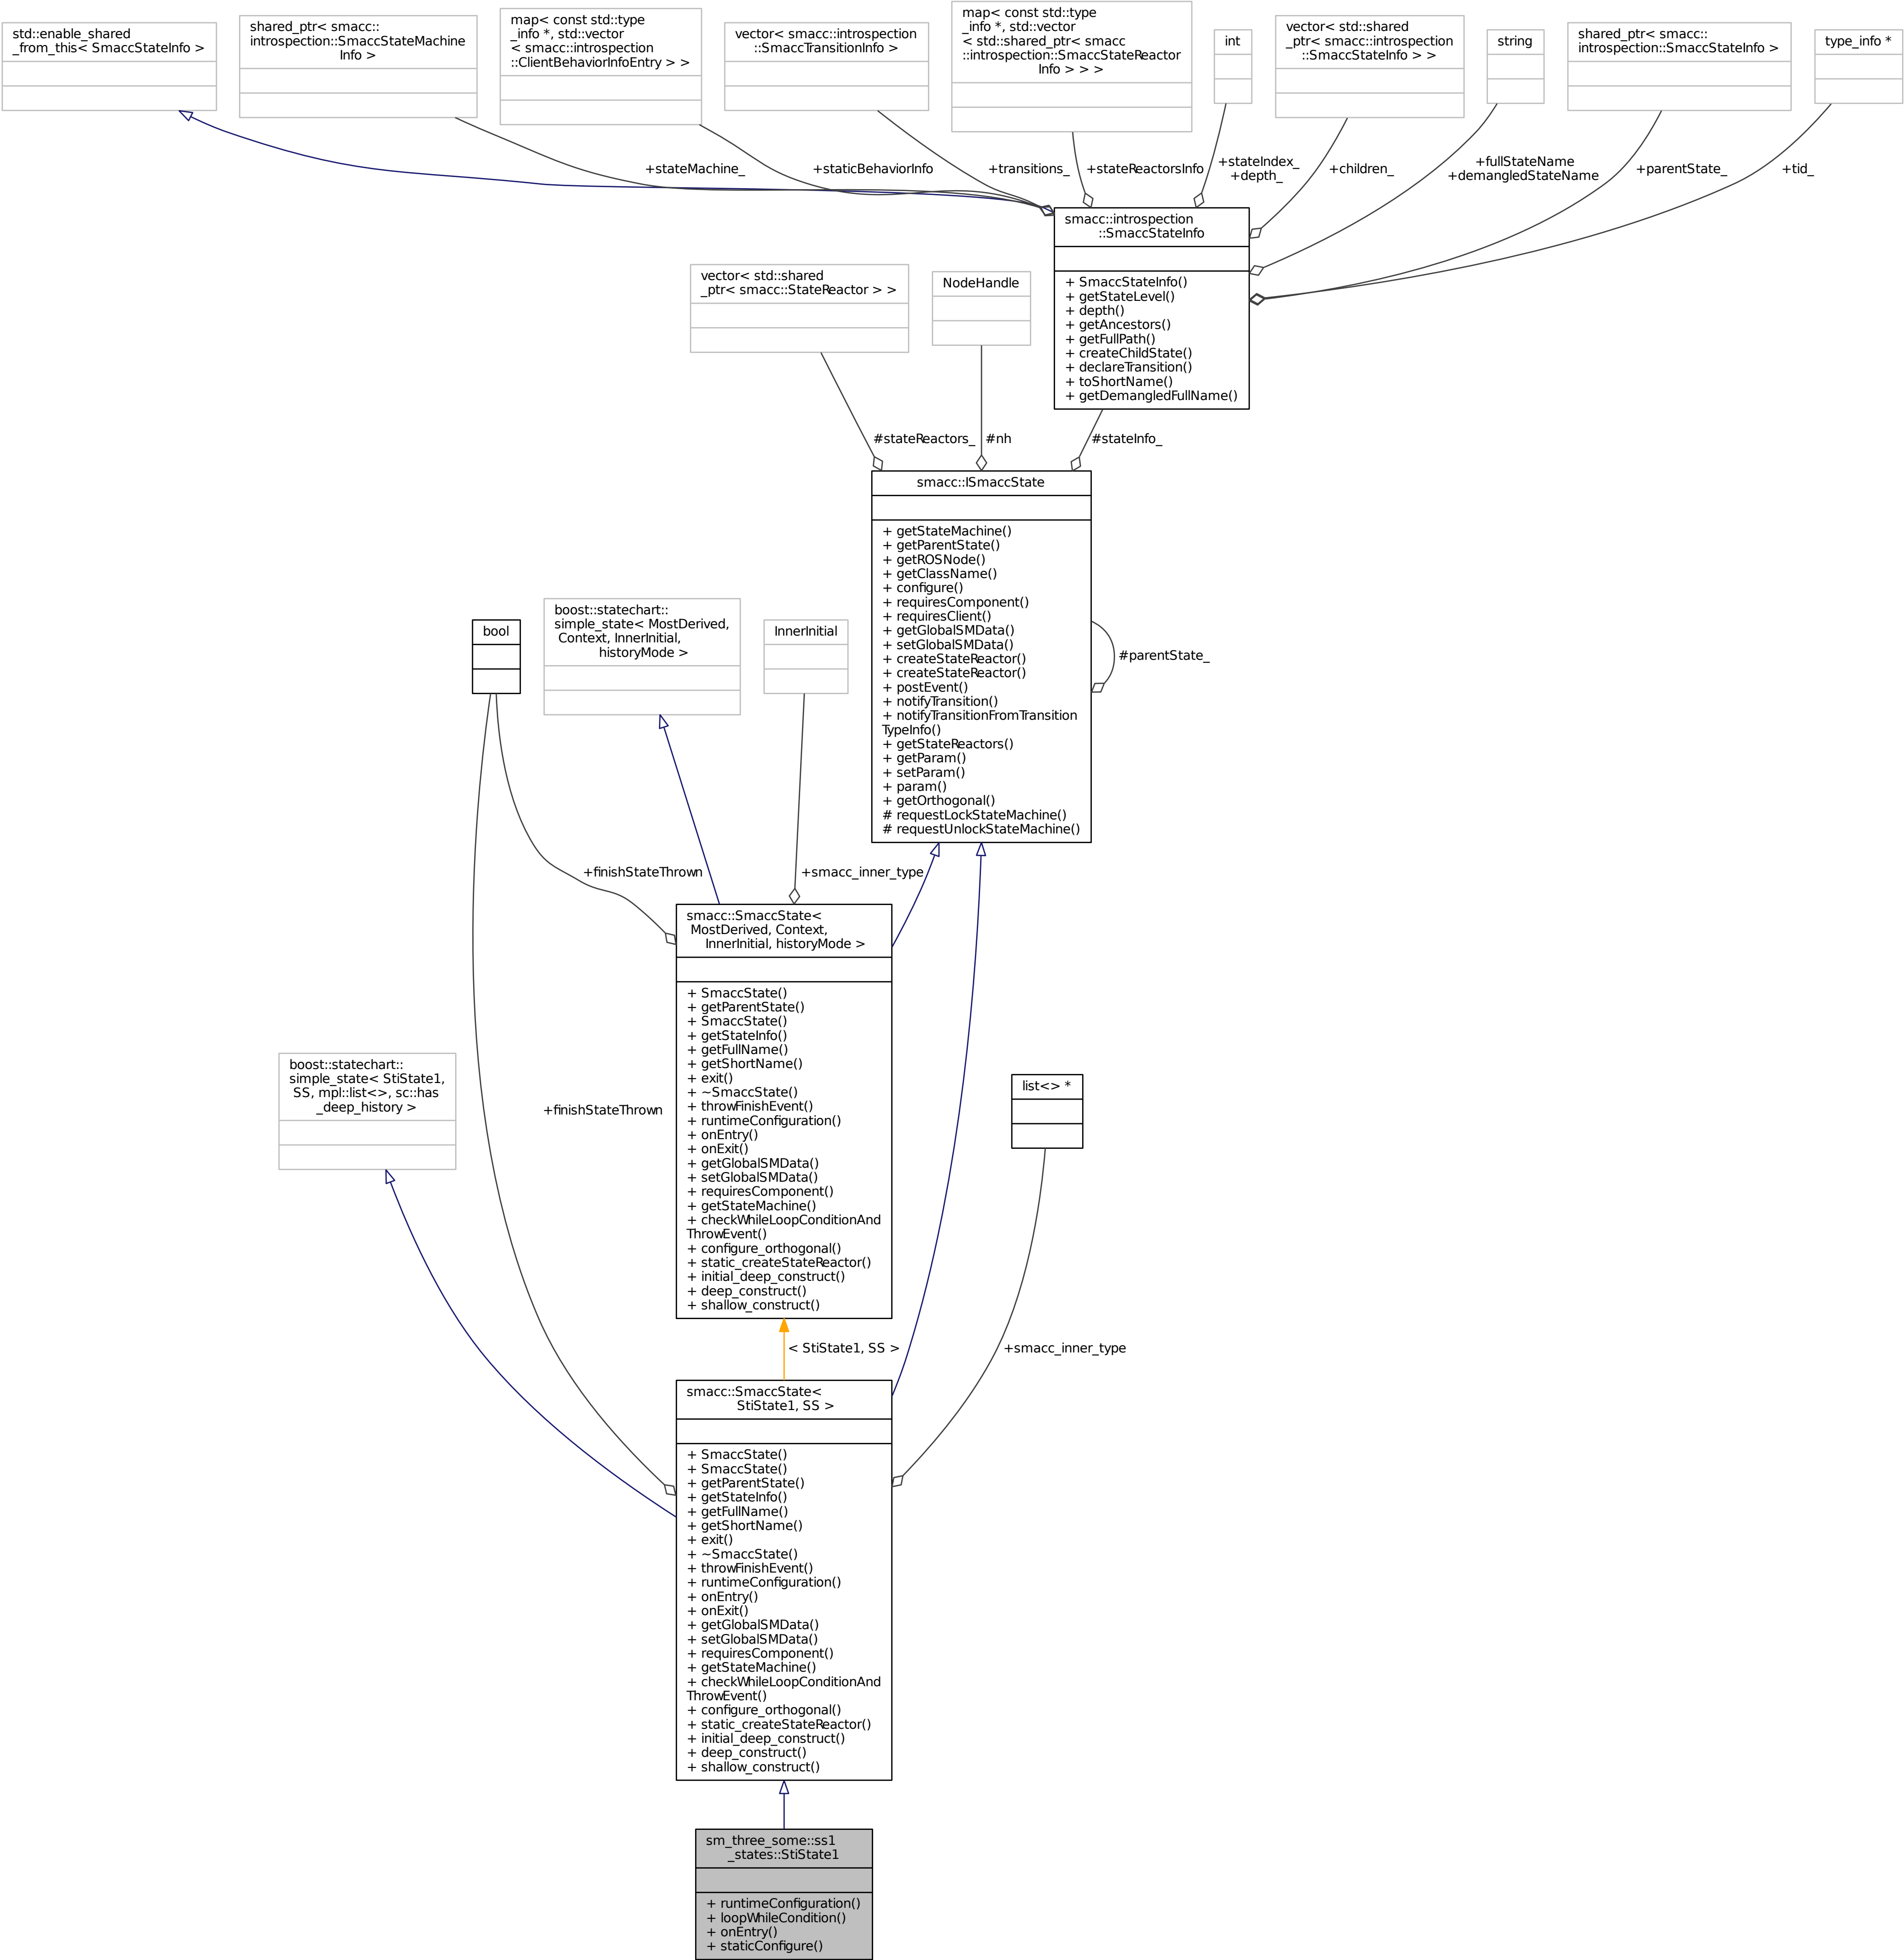 std::enable_shared
_from_this< SmaccStateInfo >
shared_ptr< smacc::
introspection::SmaccStateMachine
Info >
map< const std::type
_info *, std::vector
< smacc::introspection
::ClientBehaviorInfoEntry > >
vector< smacc::introspection
::SmaccTransitionInfo >
map< const std::type
_info *, std::vector
< std::shared_ptr< smacc
::introspection::SmaccStateReactor
Info > > >
int
vector< std::shared
_ptr< smacc::introspection
::SmaccStateInfo > >
string
shared_ptr< smacc::
introspection::SmaccStateInfo >
type_info *
+stateMachine_
+staticBehaviorInfo
+transitions_
+stateReactorsInfo
+stateIndex_
+depth_
+children_
+fullStateName
+demangledStateName
+parentState_
+tid_
smacc::introspection
::SmaccStateInfo
+ SmaccStateInfo()
+ getStateLevel()
+ depth()
+ getAncestors()
+ getFullPath()
+ createChildState()
+ declareTransition()
+ toShortName()
+ getDemangledFullName()
vector< std::shared
_ptr< smacc::StateReactor > >
NodeHandle
#stateReactors_
#nh
#stateInfo_
smacc::ISmaccState
+ getStateMachine()
+ getParentState()
+ getROSNode()
+ getClassName()
+ configure()
+ requiresComponent()
+ requiresClient()
+ getGlobalSMData()
+ setGlobalSMData()
+ createStateReactor()
+ createStateReactor()
+ postEvent()
+ notifyTransition()
+ notifyTransitionFromTransition
TypeInfo()
+ getStateReactors()
+ getParam()
+ setParam()
+ param()
+ getOrthogonal()
# requestLockStateMachine()
# requestUnlockStateMachine()
#parentState_
bool
boost::statechart::
simple_state< MostDerived,
Context, InnerInitial,
historyMode >
InnerInitial
+finishStateThrown
+smacc_inner_type
smacc::SmaccState<
MostDerived, Context,
InnerInitial, historyMode >
+ SmaccState()
+ getParentState()
+ SmaccState()
+ getStateInfo()
+ getFullName()
+ getShortName()
+ exit()
+ ~SmaccState()
+ throwFinishEvent()
+ runtimeConfiguration()
+ onEntry()
+ onExit()
+ getGlobalSMData()
+ setGlobalSMData()
+ requiresComponent()
+ getStateMachine()
+ checkWhileLoopConditionAnd
ThrowEvent()
+ configure_orthogonal()
+ static_createStateReactor()
+ initial_deep_construct()
+ deep_construct()
+ shallow_construct()
boost::statechart::
simple_state< StiState1,
SS, mpl::list<>, sc::has
_deep_history >
+finishStateThrown
list<> *
< StiState1, SS >
+smacc_inner_type
smacc::SmaccState<
StiState1, SS >
+ SmaccState()
+ SmaccState()
+ getParentState()
+ getStateInfo()
+ getFullName()
+ getShortName()
+ exit()
+ ~SmaccState()
+ throwFinishEvent()
+ runtimeConfiguration()
+ onEntry()
+ onExit()
+ getGlobalSMData()
+ setGlobalSMData()
+ requiresComponent()
+ getStateMachine()
+ checkWhileLoopConditionAnd
ThrowEvent()
+ configure_orthogonal()
+ static_createStateReactor()
+ initial_deep_construct()
+ deep_construct()
+ shallow_construct()
sm_three_some::ss1
_states::StiState1
+ runtimeConfiguration()
+ loopWhileCondition()
+ onEntry()
+ staticConfigure()